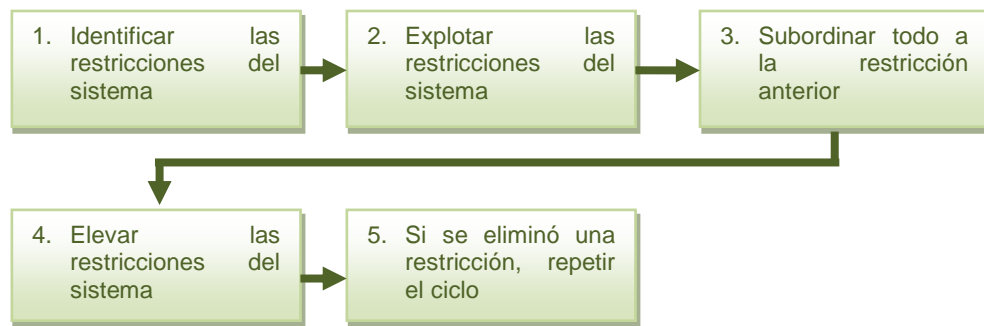 1. Identificar las
restricciones del
sistema
2. Explotar las
restricciones del
sistema
3. Subordinar todo a
la restricción
anterior
4. Elevar las
restricciones del
sistema
5. Si se eliminó una
restricción, repetir
el ciclo